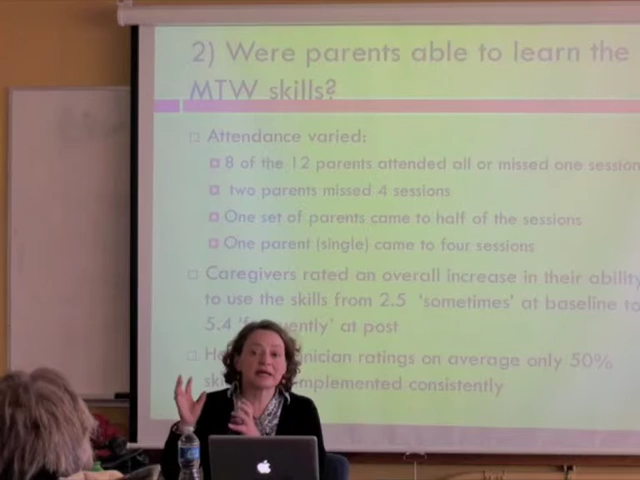 2) Were parents able to learn the
MTW skills?
Attendance varied:
8 of the 12 parents attended all or missed one session
two parents missed 4 sessions
One set of parents came to half of the sessions
One parent (single) came to four sessions
Caregivers rated an overall increase in their ability
to use the skills from 2.5 'sometimes' at baseline to
5.4 at post
ratings on average only 50%
implemented consistently